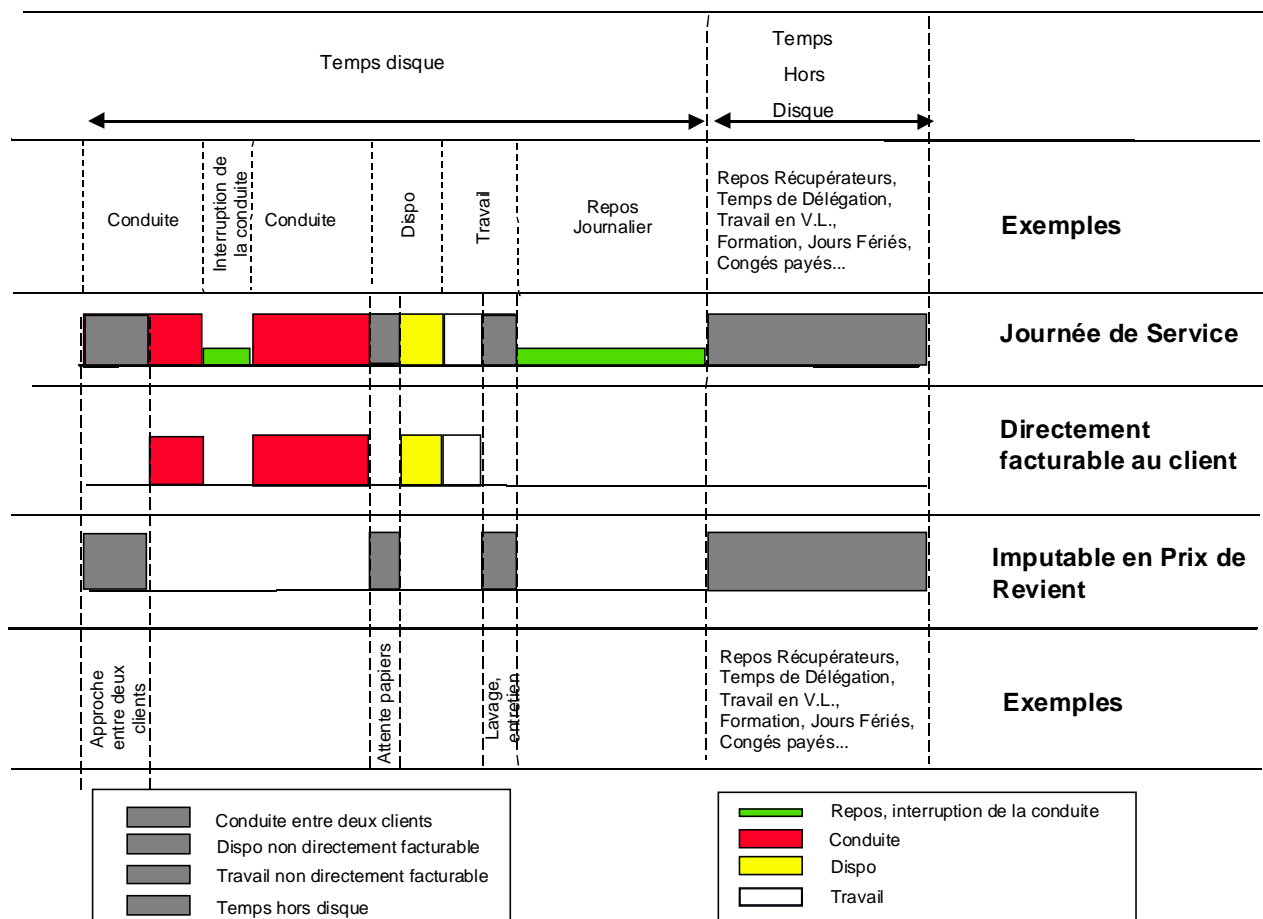 Temps disque
Temps
Hors
Disque
Conduite
Interruption de
la conduite
Conduite
Dispo
Travail
Repos
Journalier
Repos Récupérateurs,
Temps de Délégation,
Travail en V.L.,
Formation, Jours Fériés,
Congés payés...
Exemples
Journée de Service
Directement
facturable au client
Imputable en Prix de
Revient
Approche
entre deux
clients
Attente papiers
Lavage,
entretien
Repos Récupérateurs,
Temps de Délégation,
Travail en V.L.,
Formation, Jours Fériés,
Congés payés...
Exemples
Conduite entre deux clients
Dispo non directement facturable
Travail non directement facturable
Temps hors disque
Repos, interruption de la conduite
Conduite
Dispo
Travail